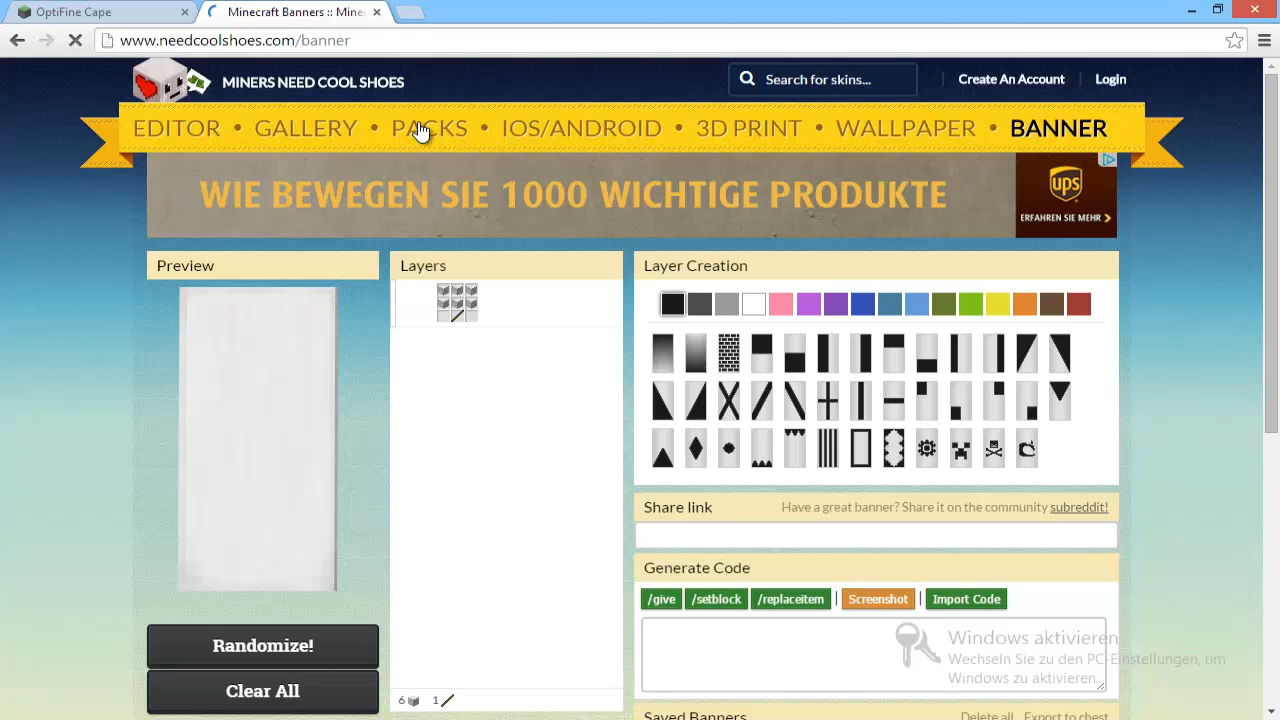 OptiFine Cape
Minecraft Banners :: Miner
www.needcoolshoes.com/banner
MINERS NEED COOL SHOES
Search for skins...
Create An Account
Login
EDITOR • GALLERY • PACKS • IOS/ANDROID • 3D PRINT • WALLPAPER • BANNER
WIE BEWEGEN SIE 1000 WICHTIGE PRODUKTE
ups
ERFAHREN SIE MEHR
Preview
Layers
Layer Creation
Share link
Have a great banner? Share it on the community subreddit!
Generate Code
/give
/setblock
/replaceitem
Screenshot
Import Code
Windows aktivieren
Wechseln Sie zu den PC-Einstellungen, um
Windows zu aktivieren.
Randomize!
Clear All
6
1
Saved Banners
Delete all
Export to chest